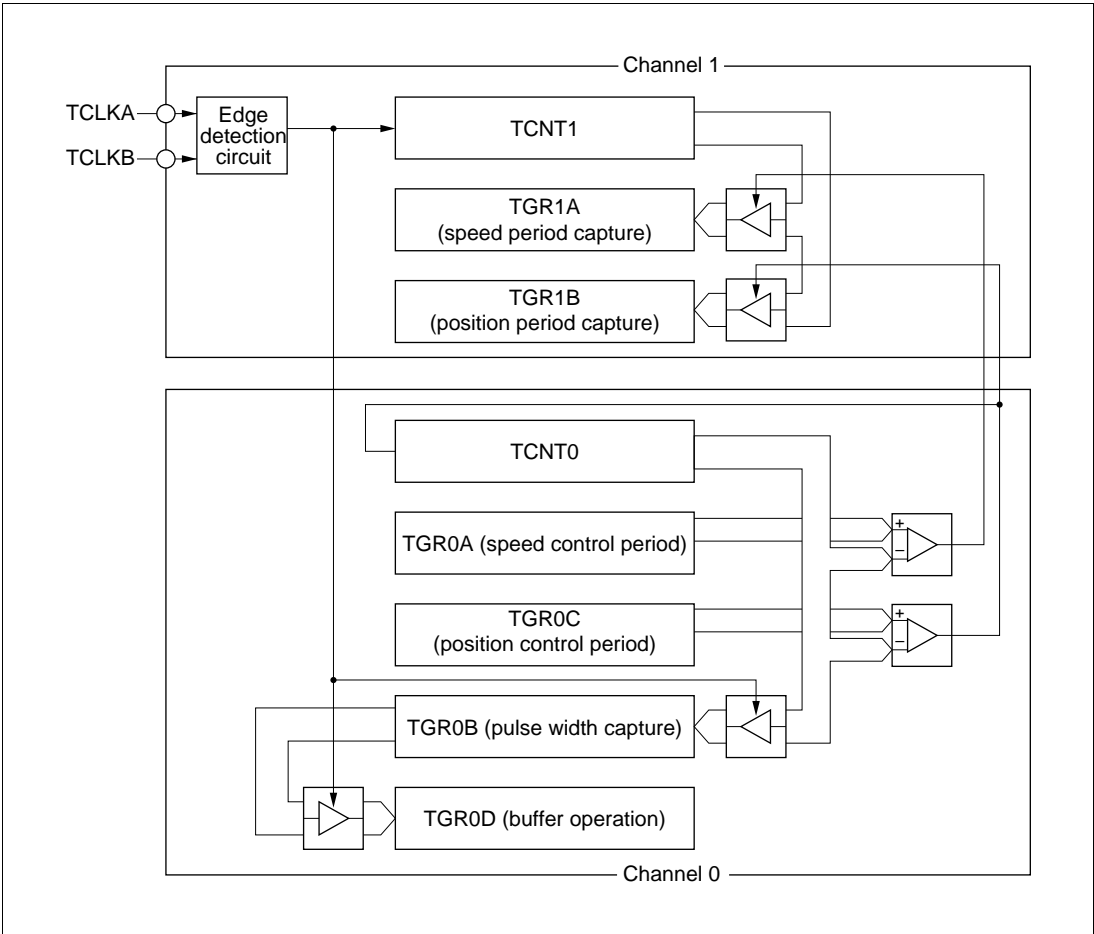 Channel 1
TCLKA
TCLKB
Edge
detection
circuit
TCNT1
TGR1A
(speed period capture)
TGR1B
(position period capture)
TCNT0
TGR0A (speed control period)
+
−
TGR0C
(position control period)
+
−
TGR0B (pulse width capture)
TGR0D (buffer operation)
Channel 0